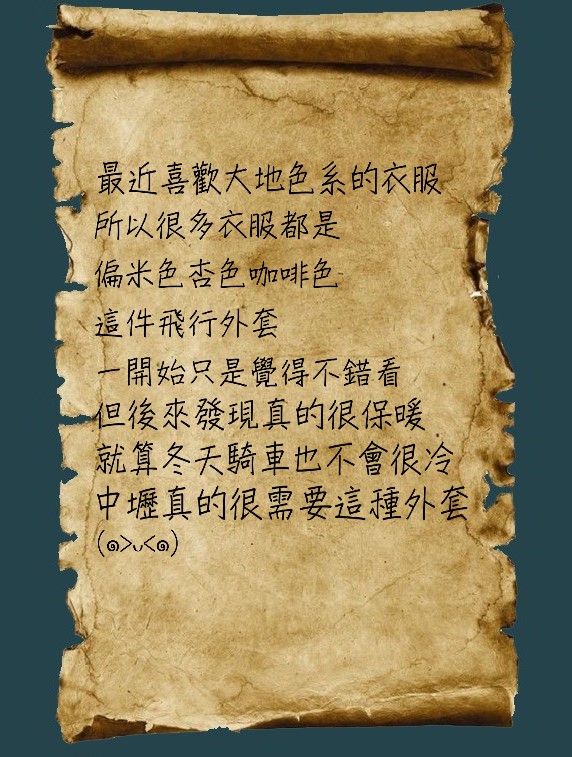 最近喜歡大地色系的衣服
所以很多衣服都是
偏米色杏色咖啡色
這件飛行外套
一開始只是覺得不錯看
但後來發現真的很保暖
就算冬天騎車也不會很冷
中壢真的很需要這種外套
(๑>ᴗ<๑)